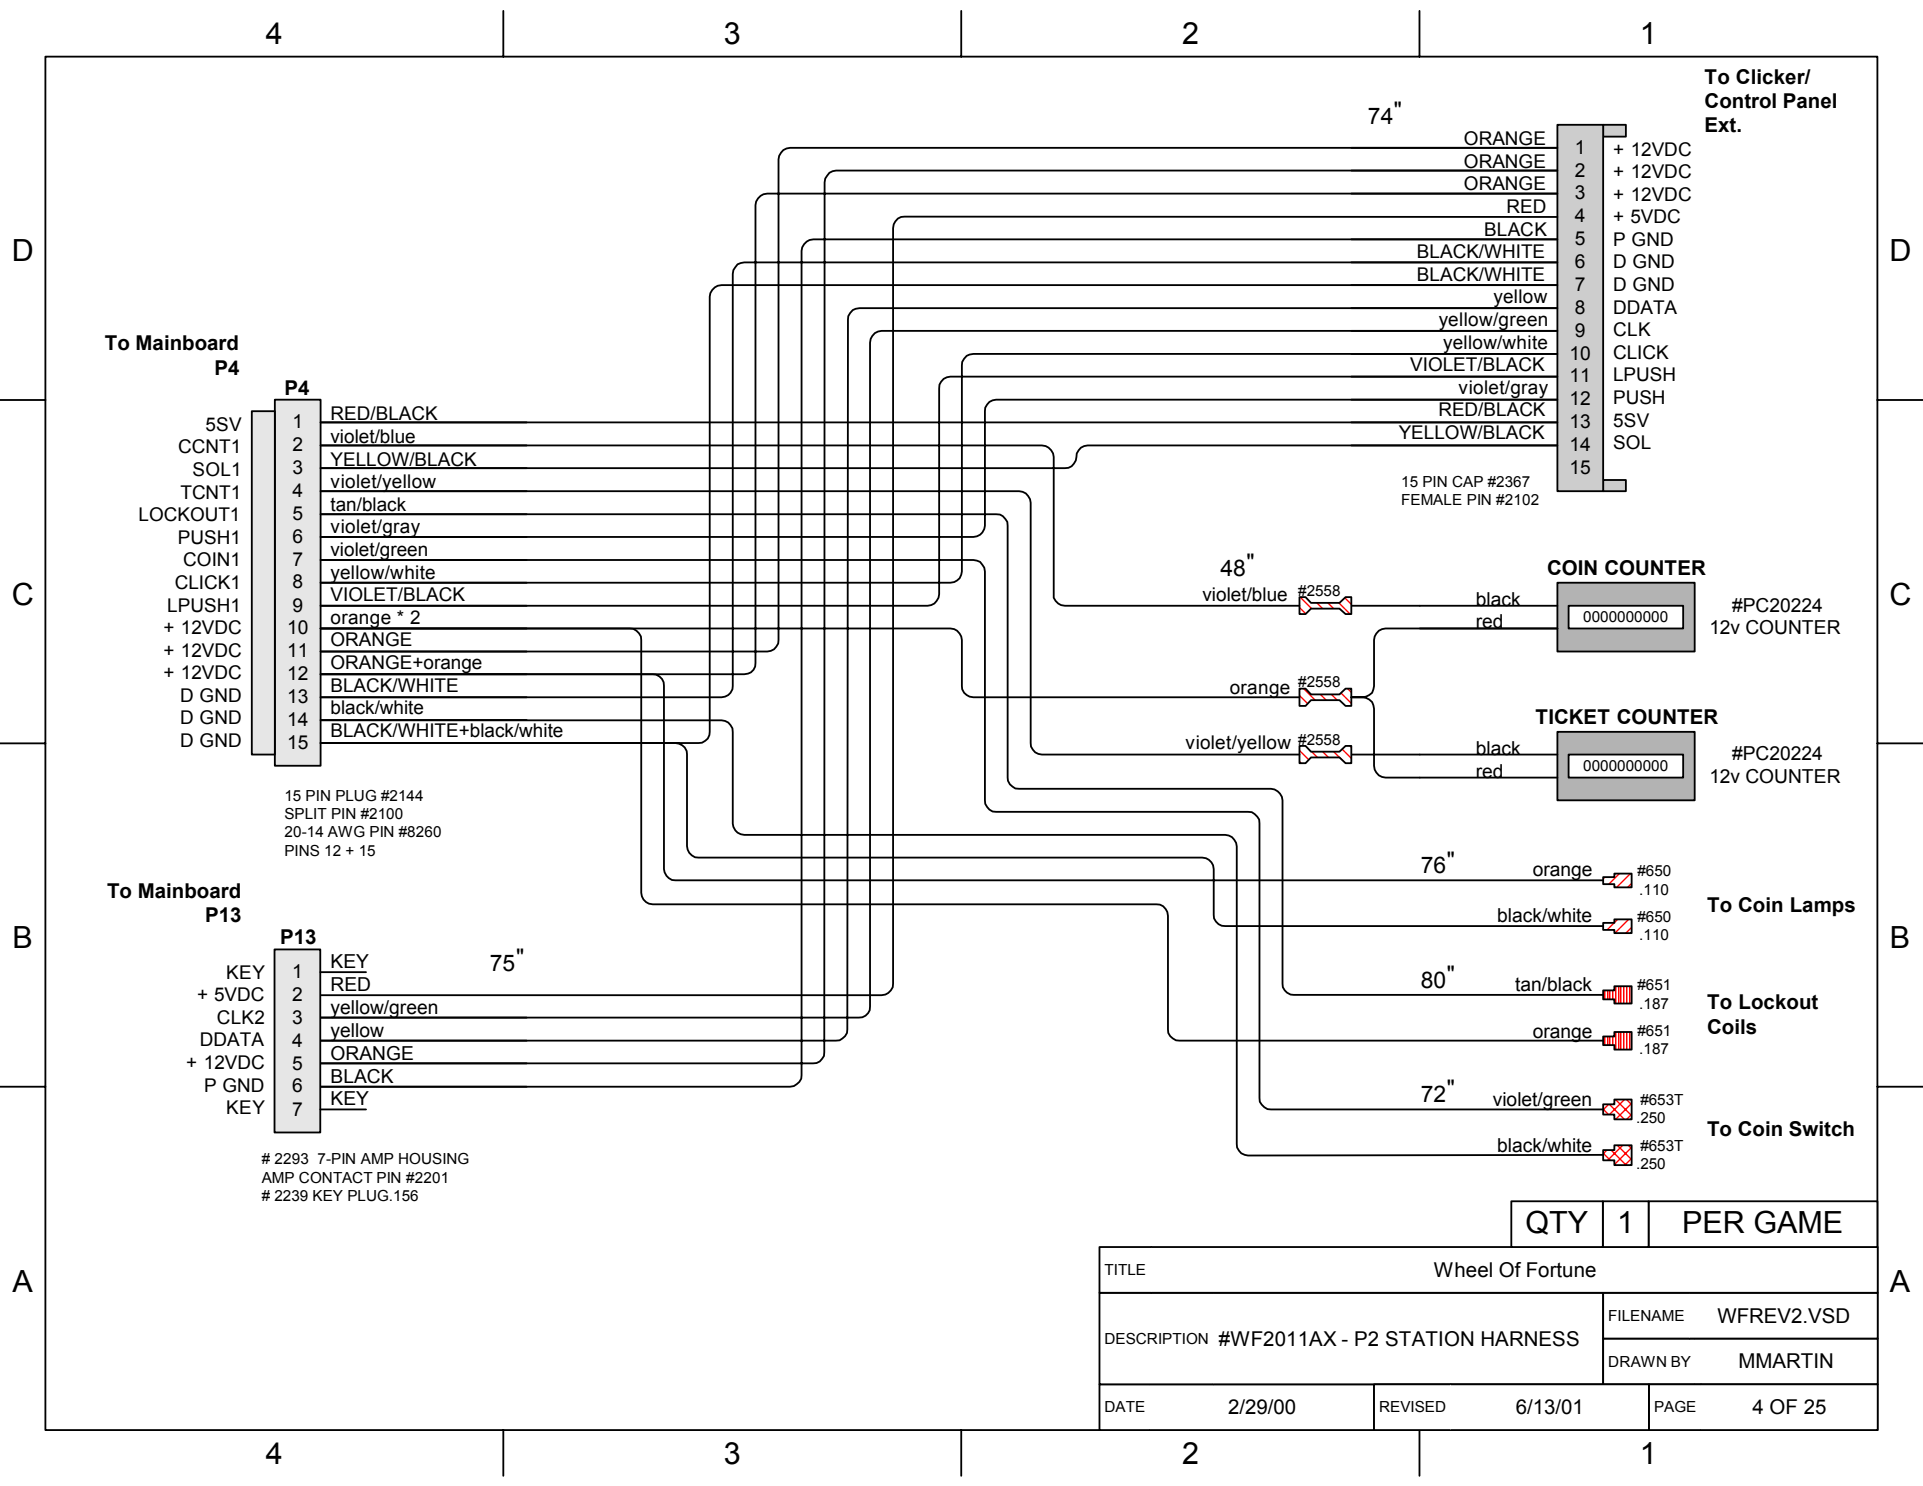 4 3 2 1
To Clicker/
Control Panel
Ext.
74"
ORANGE 1 + 12VDC
ORANGE 2 + 12VDC
ORANGE 3 + 12VDC
RED 4 + 5VDC
BLACK 5 P GND
BLACK/WHITE 6 D GND
BLACK/WHITE 7 D GND
yellow 8 DDATA
yellow/green 9 CLK
yellow/white 10 CLICK
VIOLET/BLACK 11 LPUSH
violet/gray 12 PUSH
RED/BLACK 13 5SV
YELLOW/BLACK 14 SOL
15
15 PIN CAP #2367
FEMALE PIN #2102
D D
To Mainboard
P4
P4
5SV 1 RED/BLACK
CCNT1 2 violet/blue
SOL1 3 YELLOW/BLACK
TCNT1 4 violet/yellow
LOCKOUT1 5 tan/black
PUSH1 6 violet/gray
COIN1 7 violet/green
CLICK1 8 yellow/white
LPUSH1 9 VIOLET/BLACK
+ 12VDC 10 orange * 2
+ 12VDC 11 ORANGE
+ 12VDC 12 ORANGE+orange
D GND 13 BLACK/WHITE
D GND 14 black/white
D GND 15 BLACK/WHITE+black/white
15 PIN PLUG #2144
SPLIT PIN #2100
20-14 AWG PIN #8260
PINS 12 + 15
C C
48"
violet/blue #2558
COIN COUNTER
black
red
0000000000
#PC20224
12v COUNTER
orange #2558
TICKET COUNTER
violet/yellow #2558
black
red
0000000000
#PC20224
12v COUNTER
76" orange #650
.110
To Coin Lamps
black/white #650
.110
80" tan/black #651
.187
To Lockout
Coils
orange #651
.187
72" violet/green #653T
.250
To Coin Switch
black/white #653T
.250
B B
To Mainboard
P13
P13
75"
KEY 1 KEY
+ 5VDC 2 RED
CLK2 3 yellow/green
DDATA 4 yellow
+ 12VDC 5 ORANGE
P GND 6 BLACK
KEY 7 KEY
# 2293 7-PIN AMP HOUSING
AMP CONTACT PIN #2201
# 2239 KEY PLUG.156
A A
QTY 1 PER GAME
TITLE Wheel Of Fortune
DESCRIPTION #WF2011AX - P2 STATION HARNESS
FILENAME WFREV2.VSD
DRAWN BY MMARTIN
DATE 2/29/00 REVISED 6/13/01 PAGE 4 OF 25
4 3 2 1